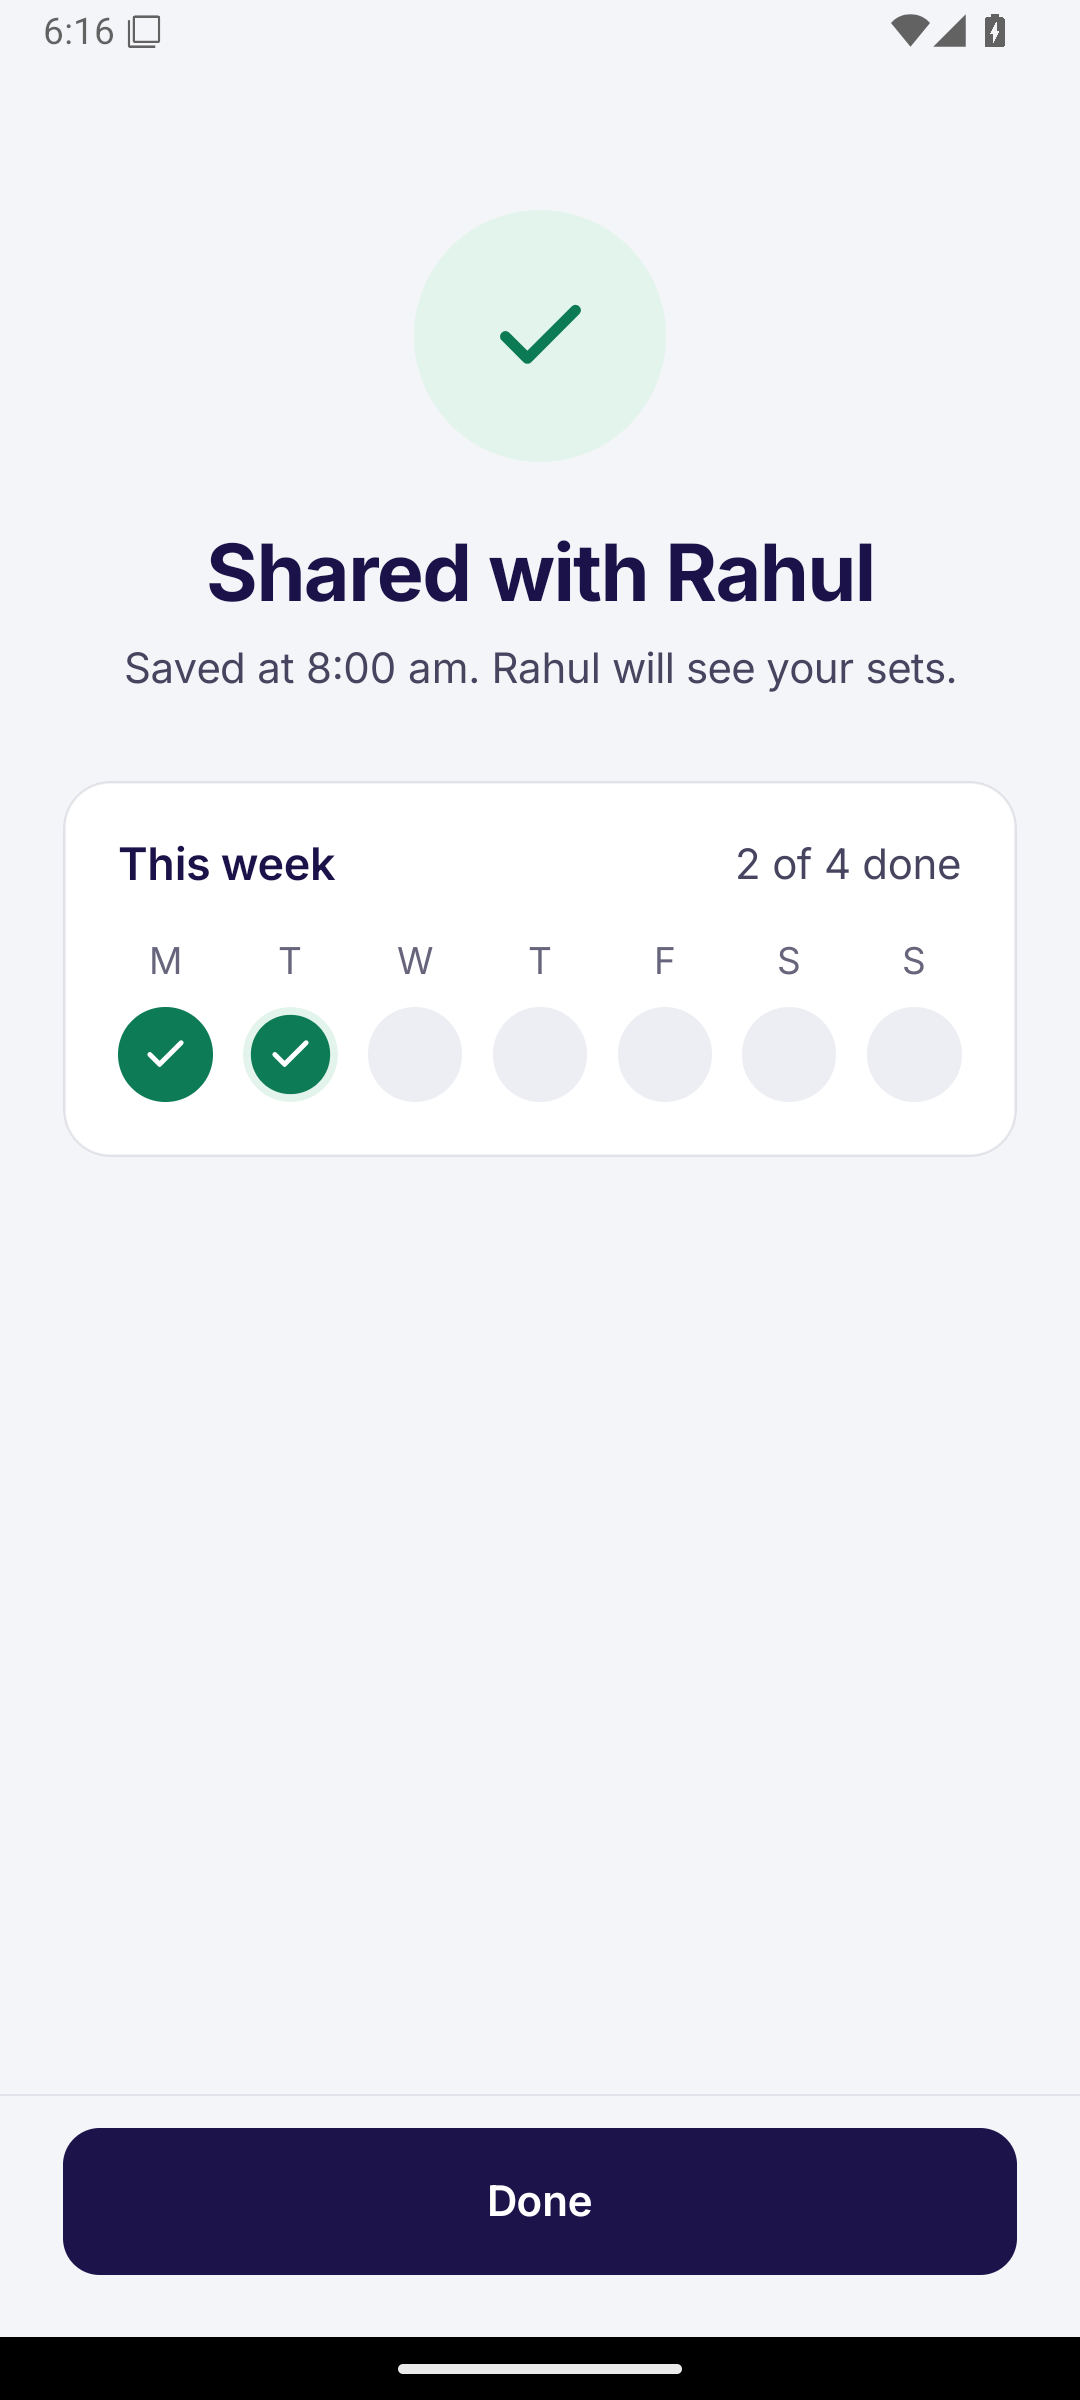 6:16
Shared with Rahul
Saved at 8:00 am. Rahul will see your sets.
This week 2 of 4 done
M T W T F S S
Done